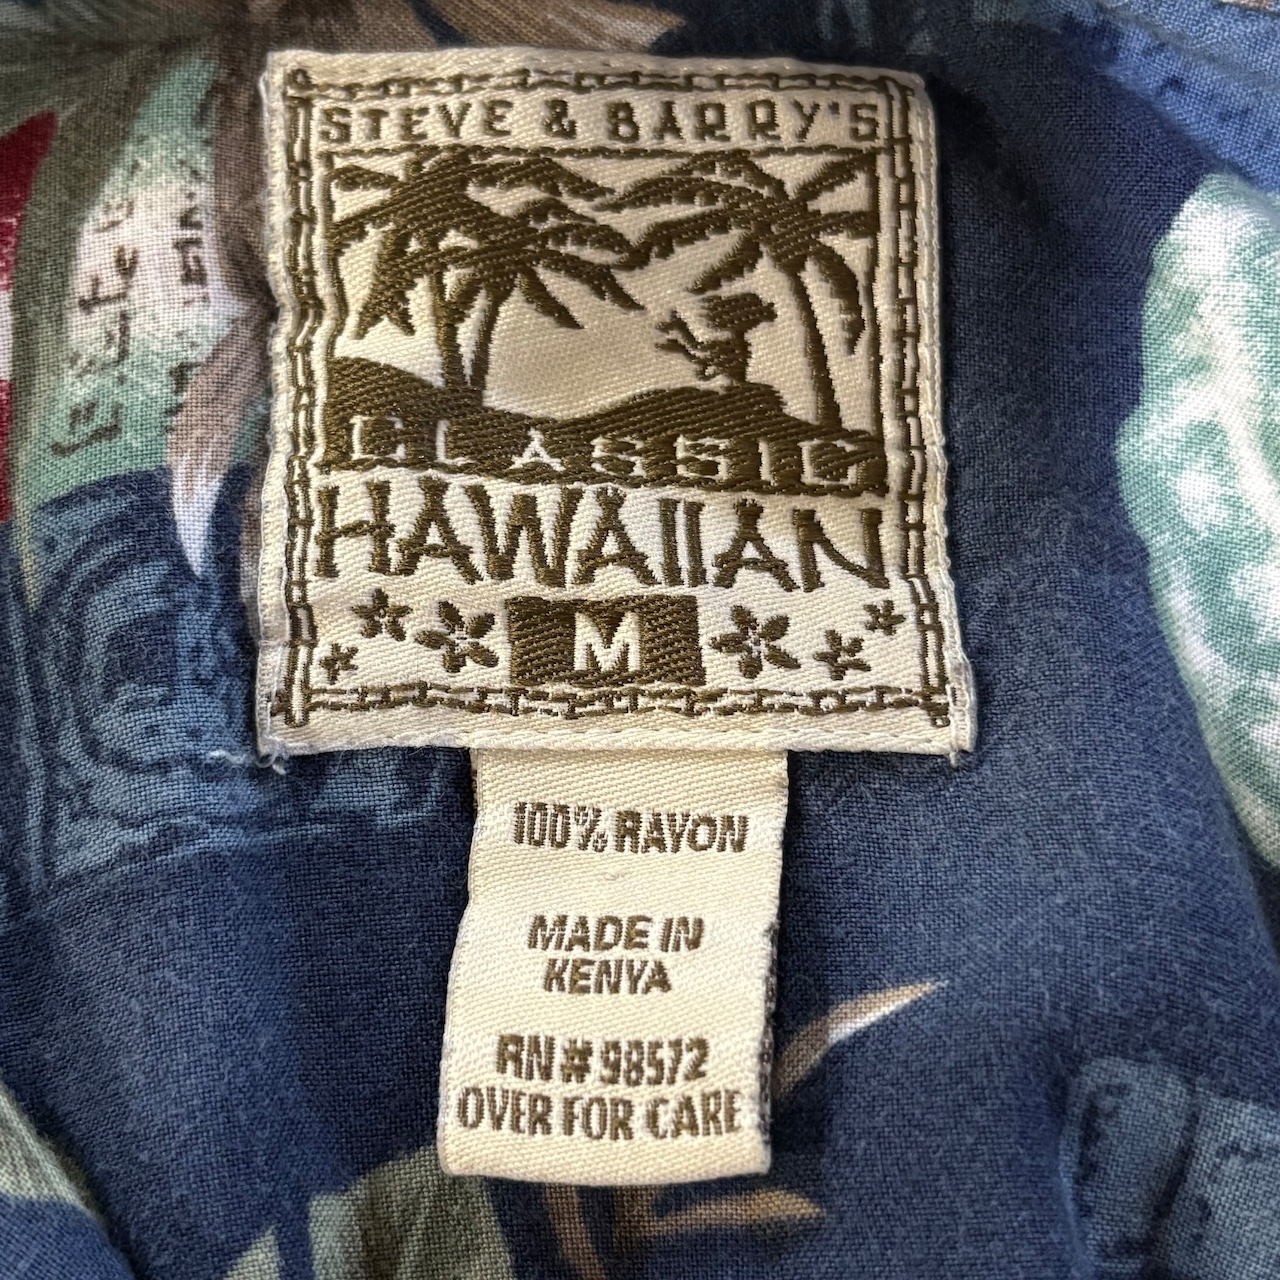 STEVE & BARRY'S
CLASSIC
HAWAIIAN
M
100% RAYON
MADE IN
KENYA
RN# 98572
OVER FOR CARE